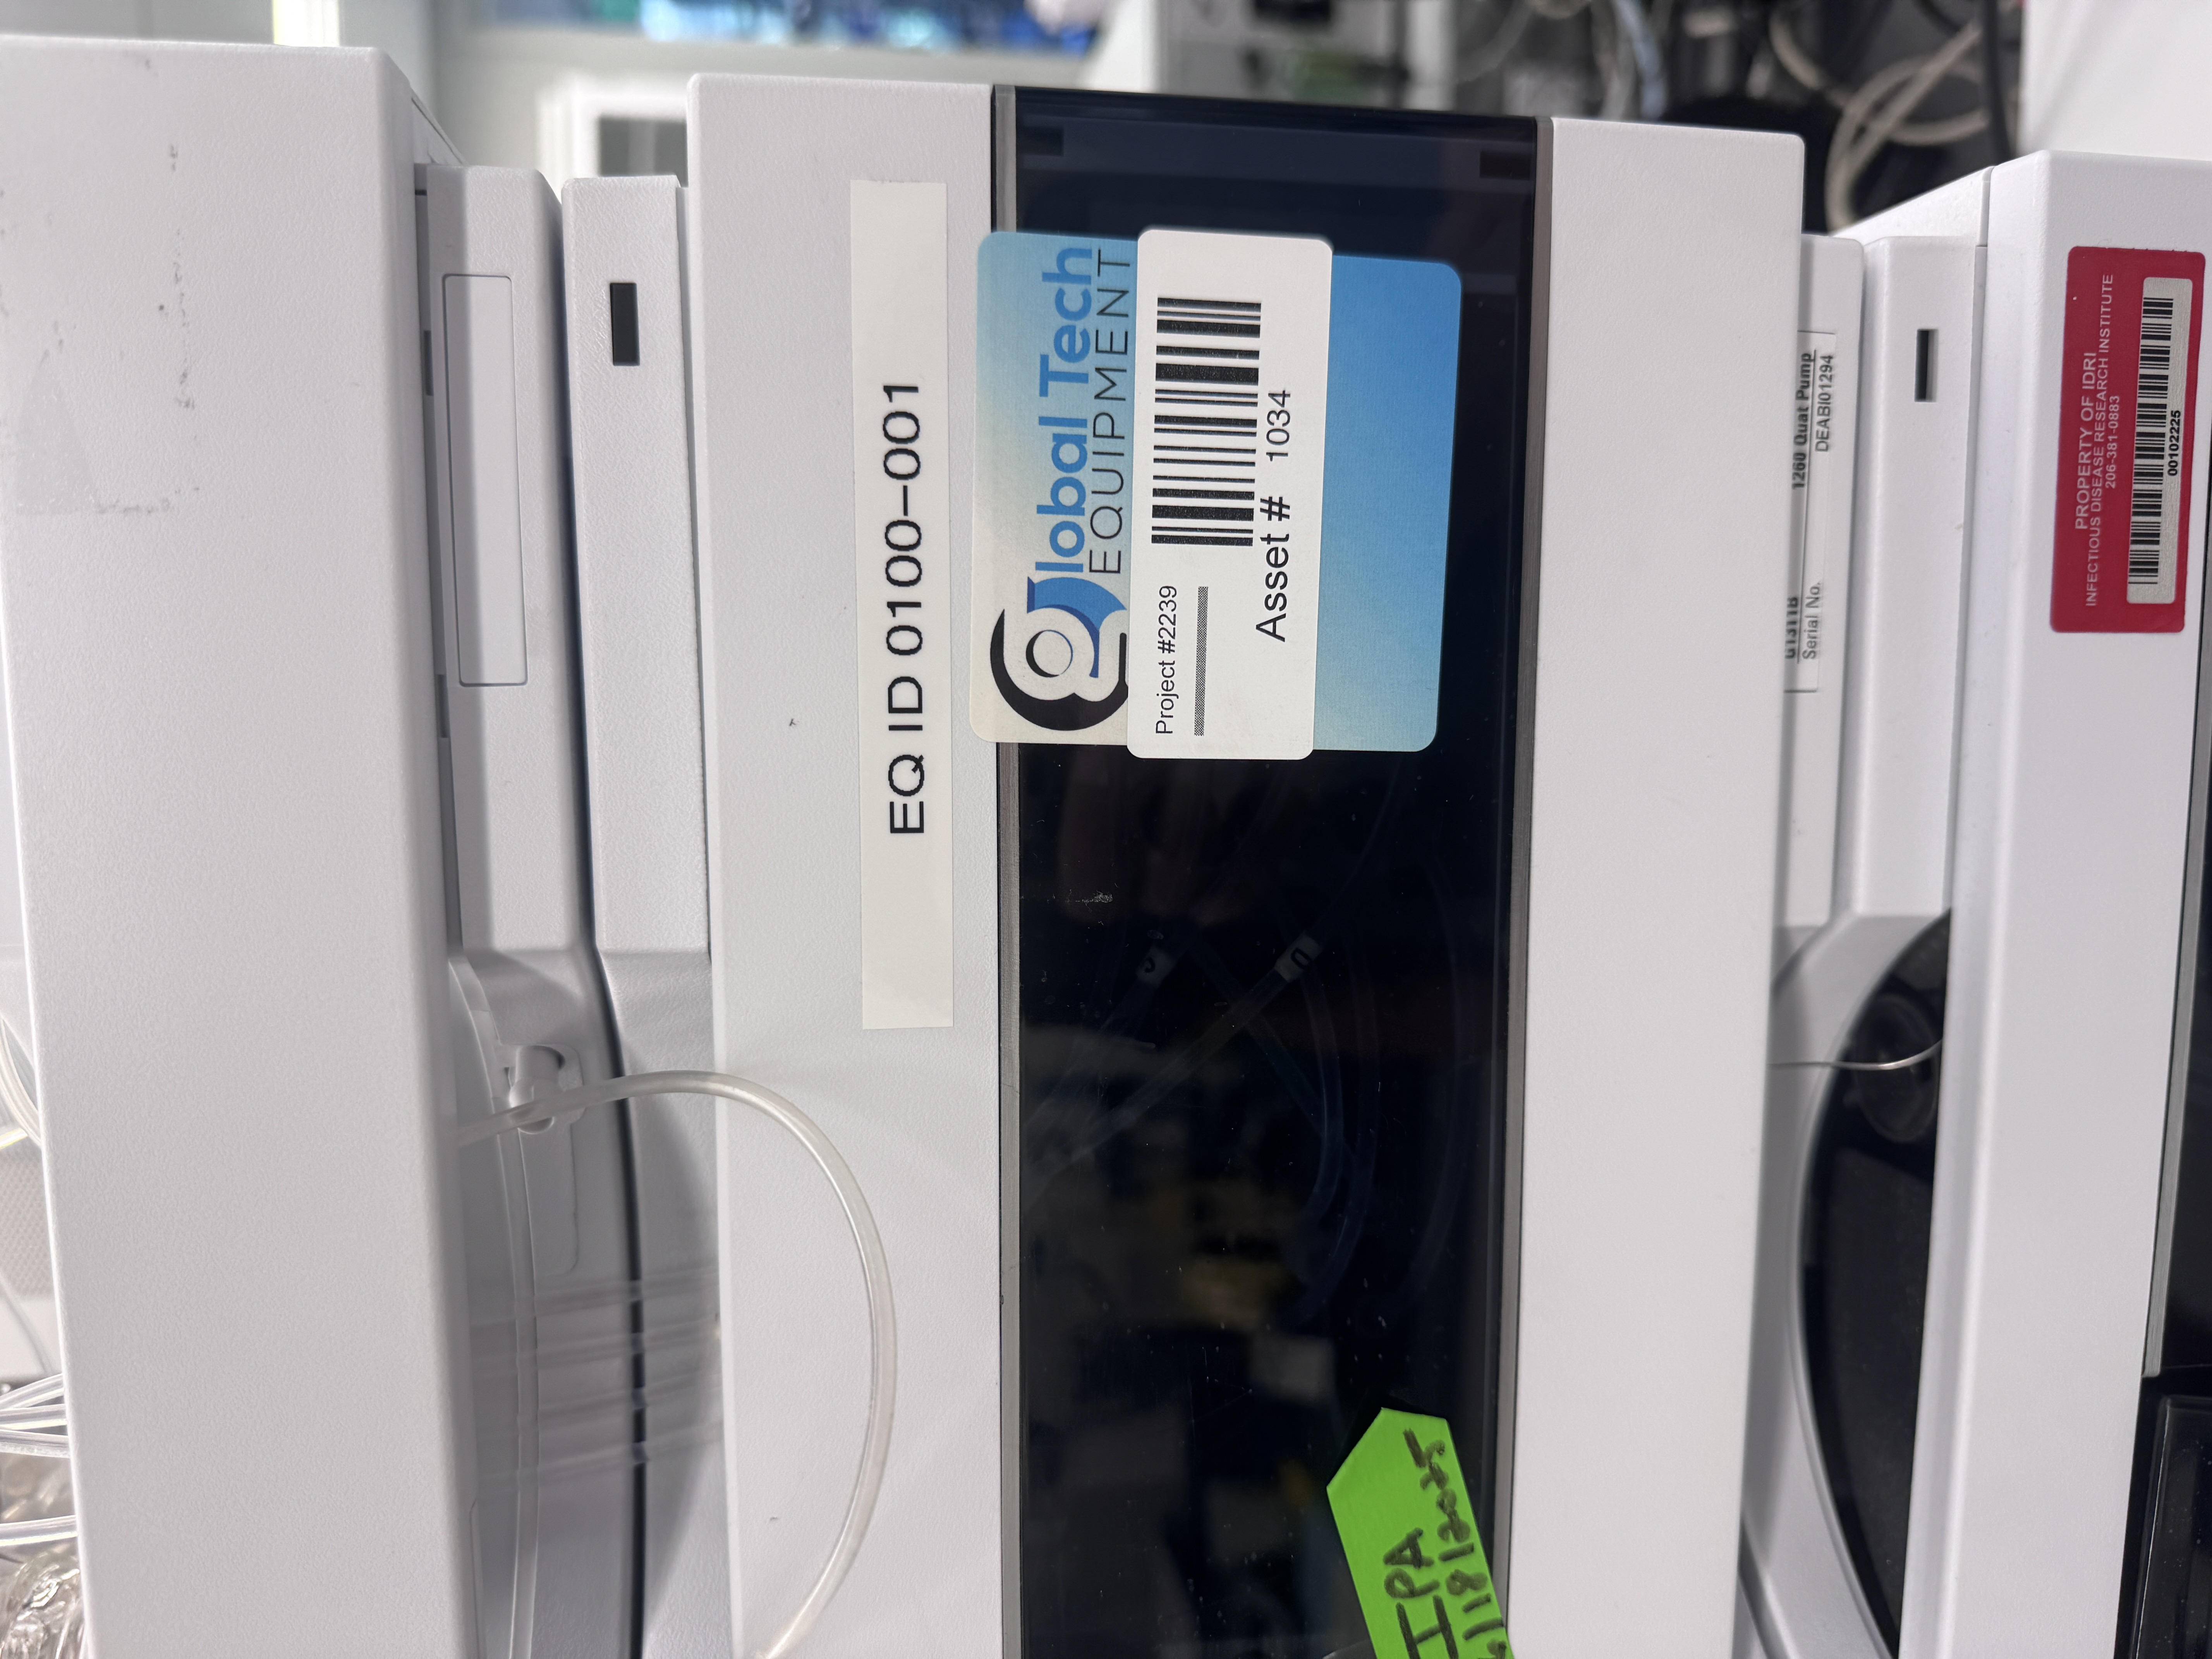 EQ ID 0100-001
Global Tech
EQUIPMENT
Project #2239
Asset # 1034
IPA
G1311B 1260 Quat Pump
Serial No. DEABI01294
PROPERTY OF IDRI
INFECTIOUS DISEASE RESEARCH INSTITUTE
206-381-0883
00102225